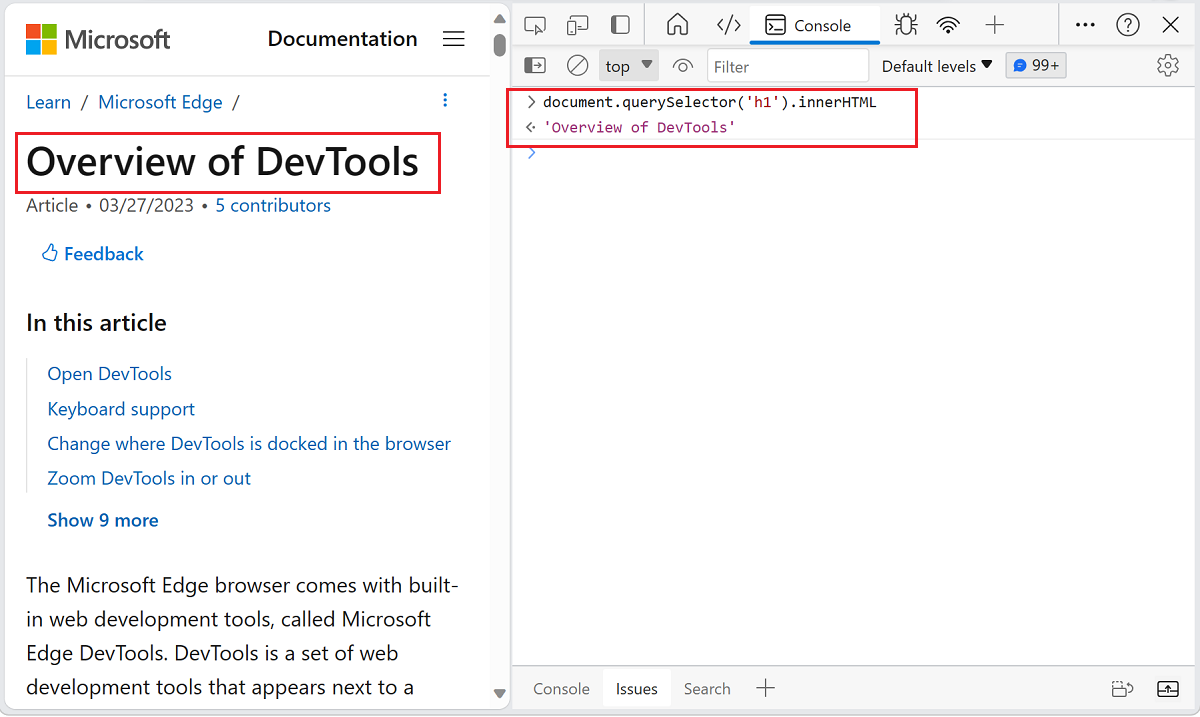 Microsoft
Documentation
Learn / Microsoft Edge /
Overview of DevTools
Article • 03/27/2023 • 5 contributors
Feedback
In this article
Open DevTools
Keyboard support
Change where DevTools is docked in the browser
Zoom DevTools in or out
Show 9 more
The Microsoft Edge browser comes with built-
in web development tools, called Microsoft
Edge DevTools. DevTools is a set of web
development tools that appears next to a
Console
top
Filter
Default levels
99+
> document.querySelector('h1').innerHTML
'Overview of DevTools'
>
Console
Issues
Search